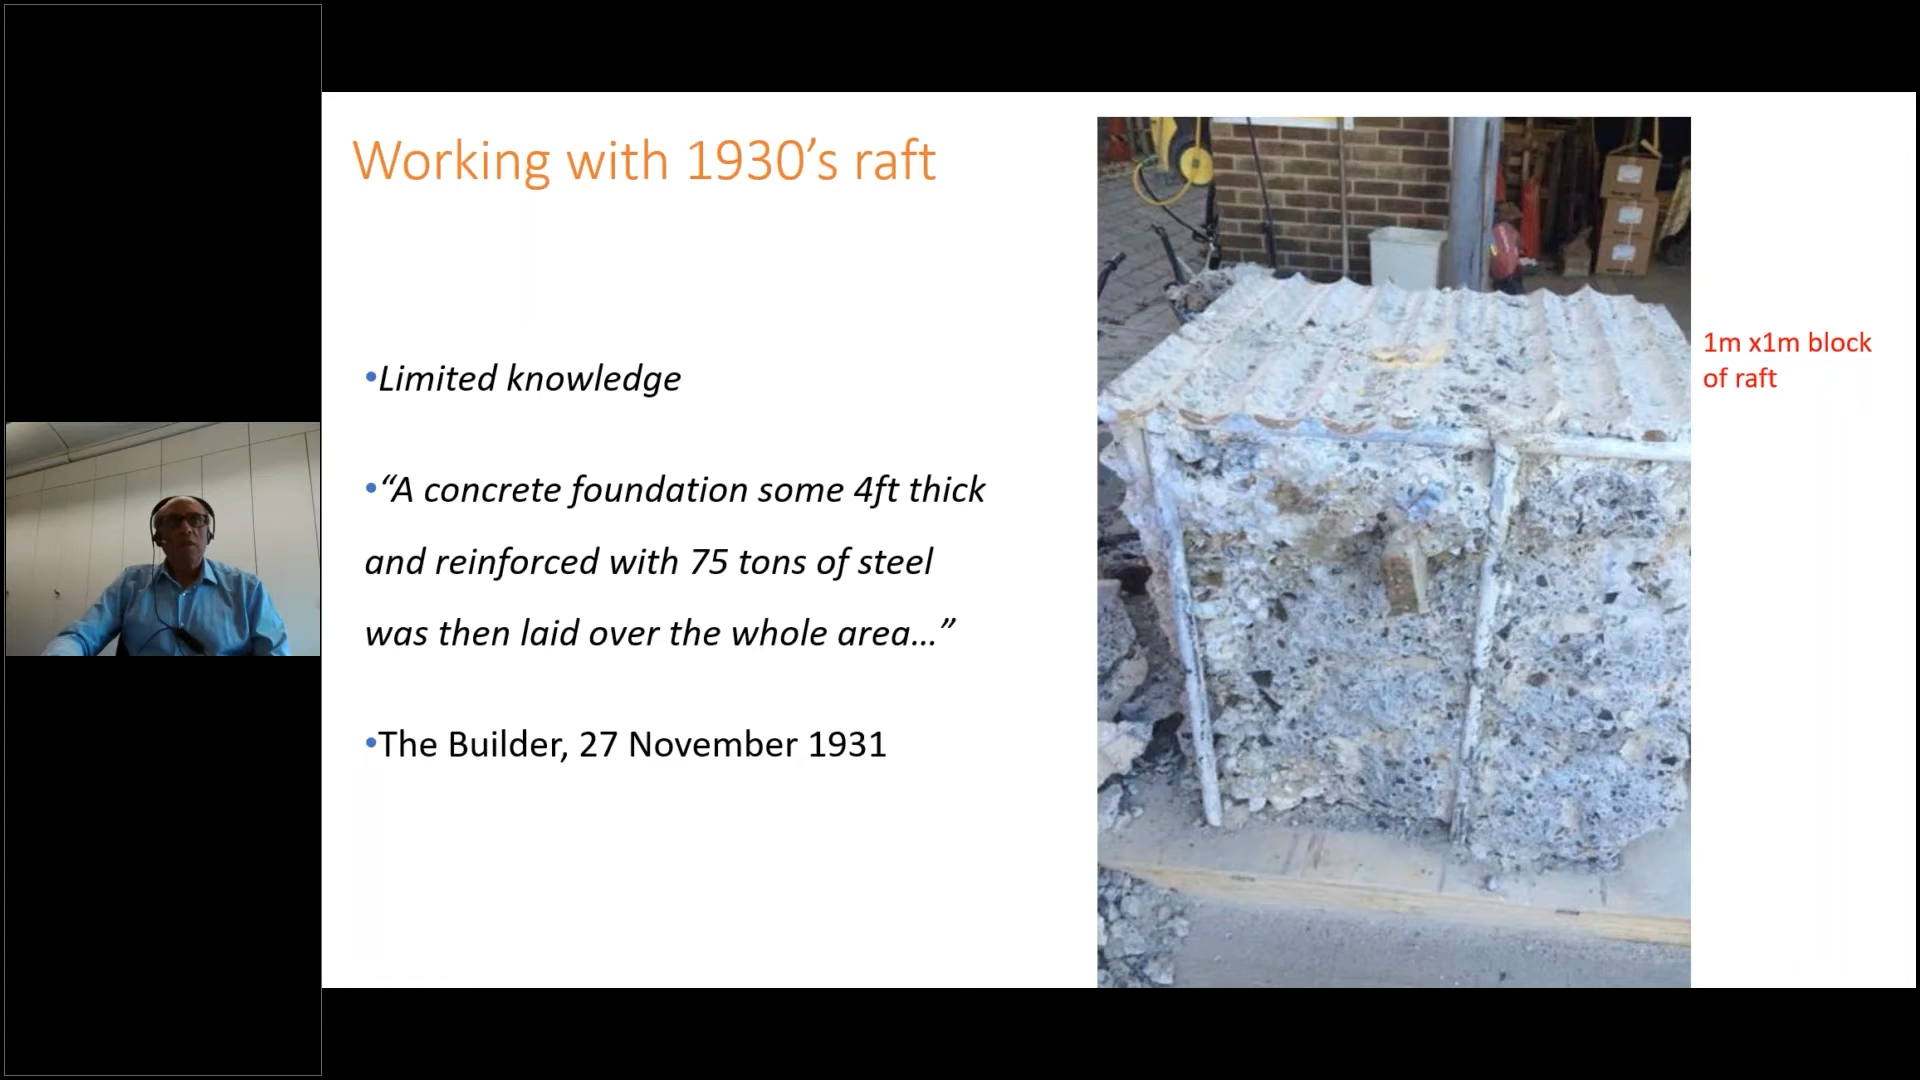 Working with 1930’s raft
•Limited knowledge
•“A concrete foundation some 4ft thick
and reinforced with 75 tons of steel
was then laid over the whole area…”
•The Builder, 27 November 1931
1m x1m block
of raft